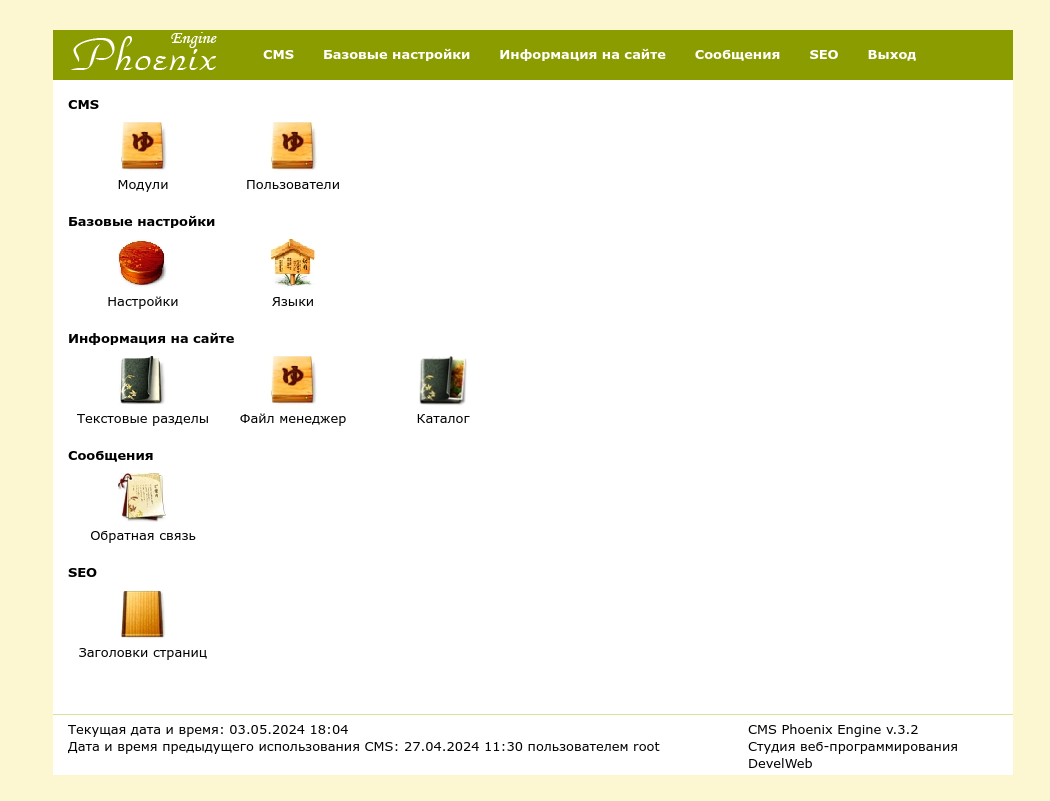 Phoenix Engine
CMS Базовые настройки Информация на сайте Сообщения SEO Выход
CMS
Модули Пользователи
Базовые настройки
Настройки Языки
Информация на сайте
Текстовые разделы Файл менеджер Каталог
Сообщения
Обратная связь
SEO
Заголовки страниц
Текущая дата и время: 03.05.2024 18:04
Дата и время предыдущего использования CMS: 27.04.2024 11:30 пользователем root
CMS Phoenix Engine v.3.2
Студия веб-программирования
DevelWeb